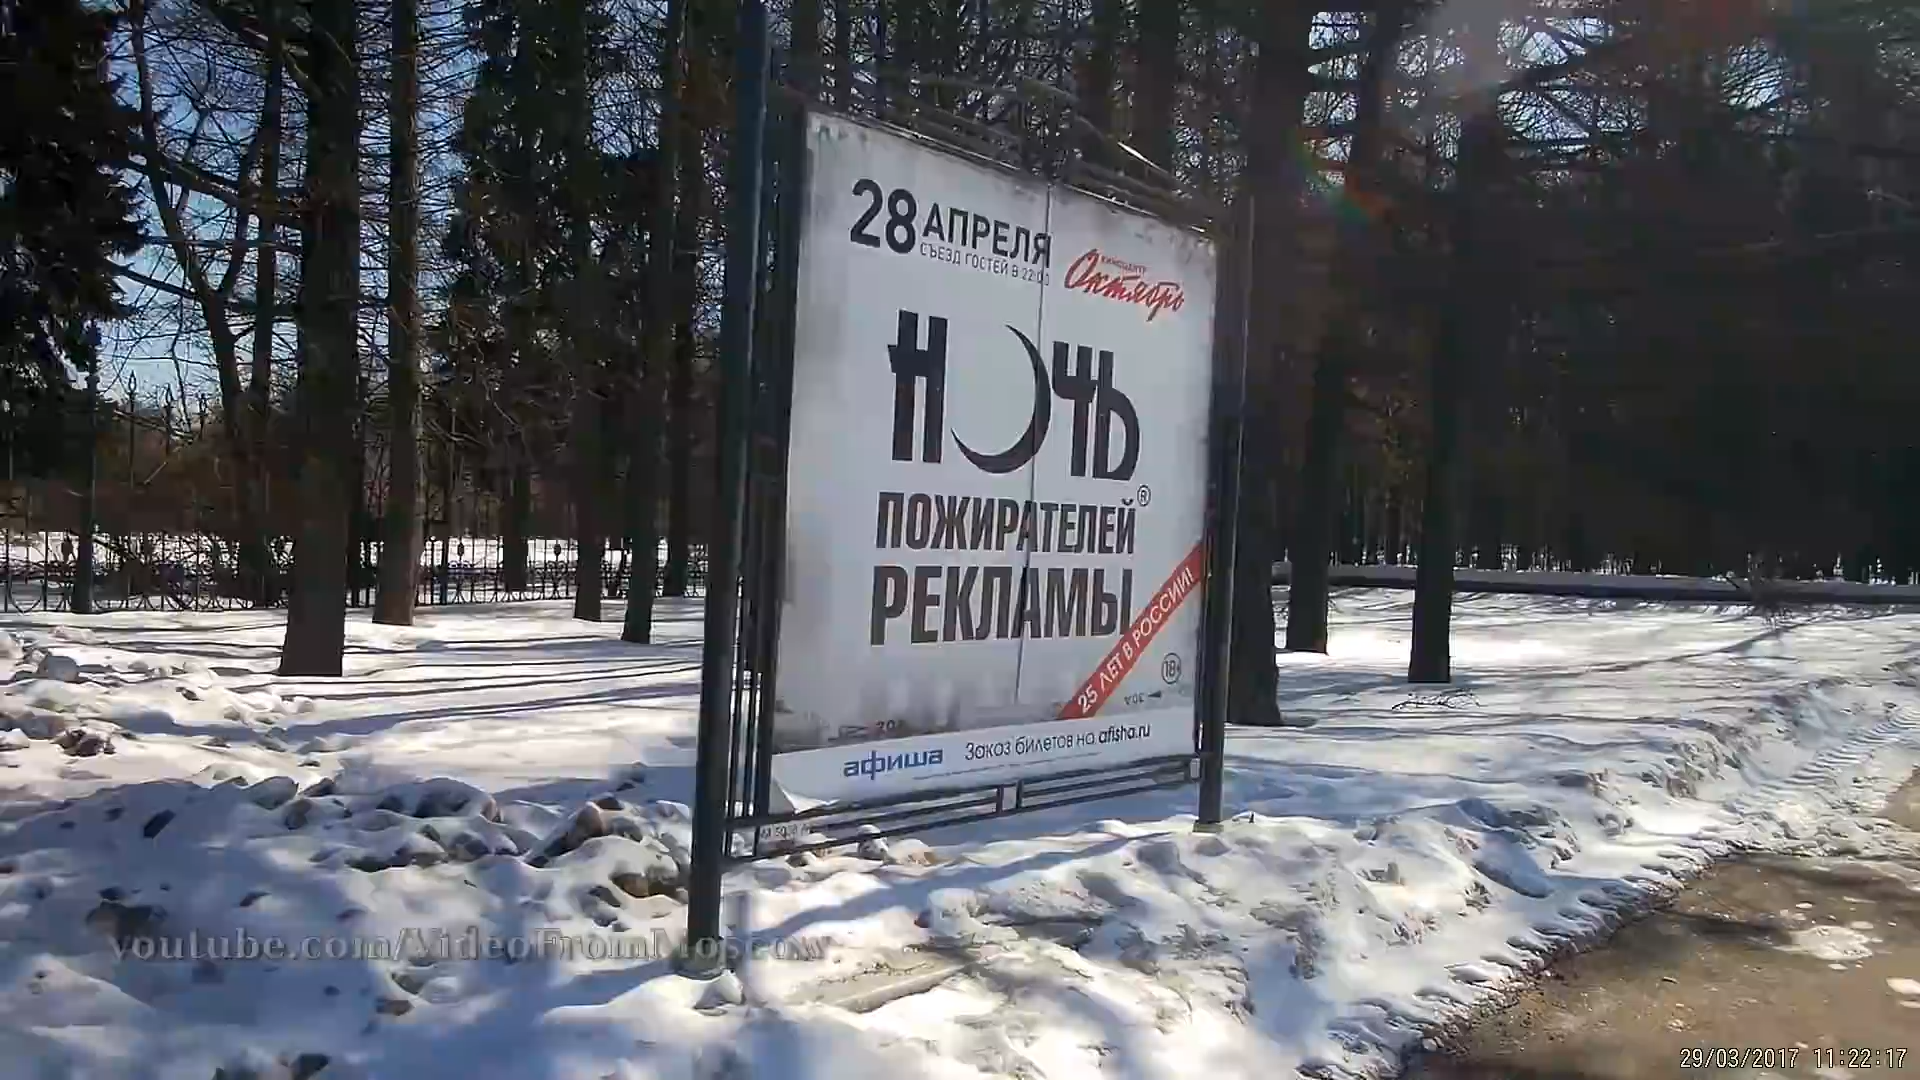 28 АПРЕЛЯ
СЪЕЗД ГОСТЕЙ В 22:00
КИНОЦЕНТР
Октябрь
НОЧЬ
ПОЖИРАТЕЛЕЙ®
РЕКЛАМЫ
25 ЛЕТ В РОССИИ!
18+
афиша Заказ билетов на afisha.ru
youtube.com/VideoFromMoscow
29/03/2017 11:22:17